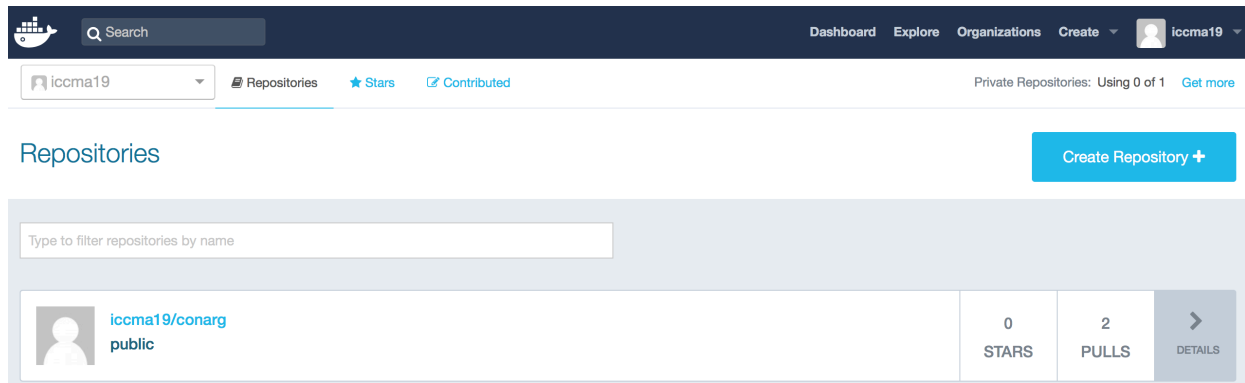 Search Dashboard Explore Organizations Create iccma19
iccma19 Repositories Stars Contributed Private Repositories: Using 0 of 1 Get more
Repositories
Create Repository
Type to filter repositories by name
iccma19/conarg
public
0
STARS
2
PULLS
DETAILS